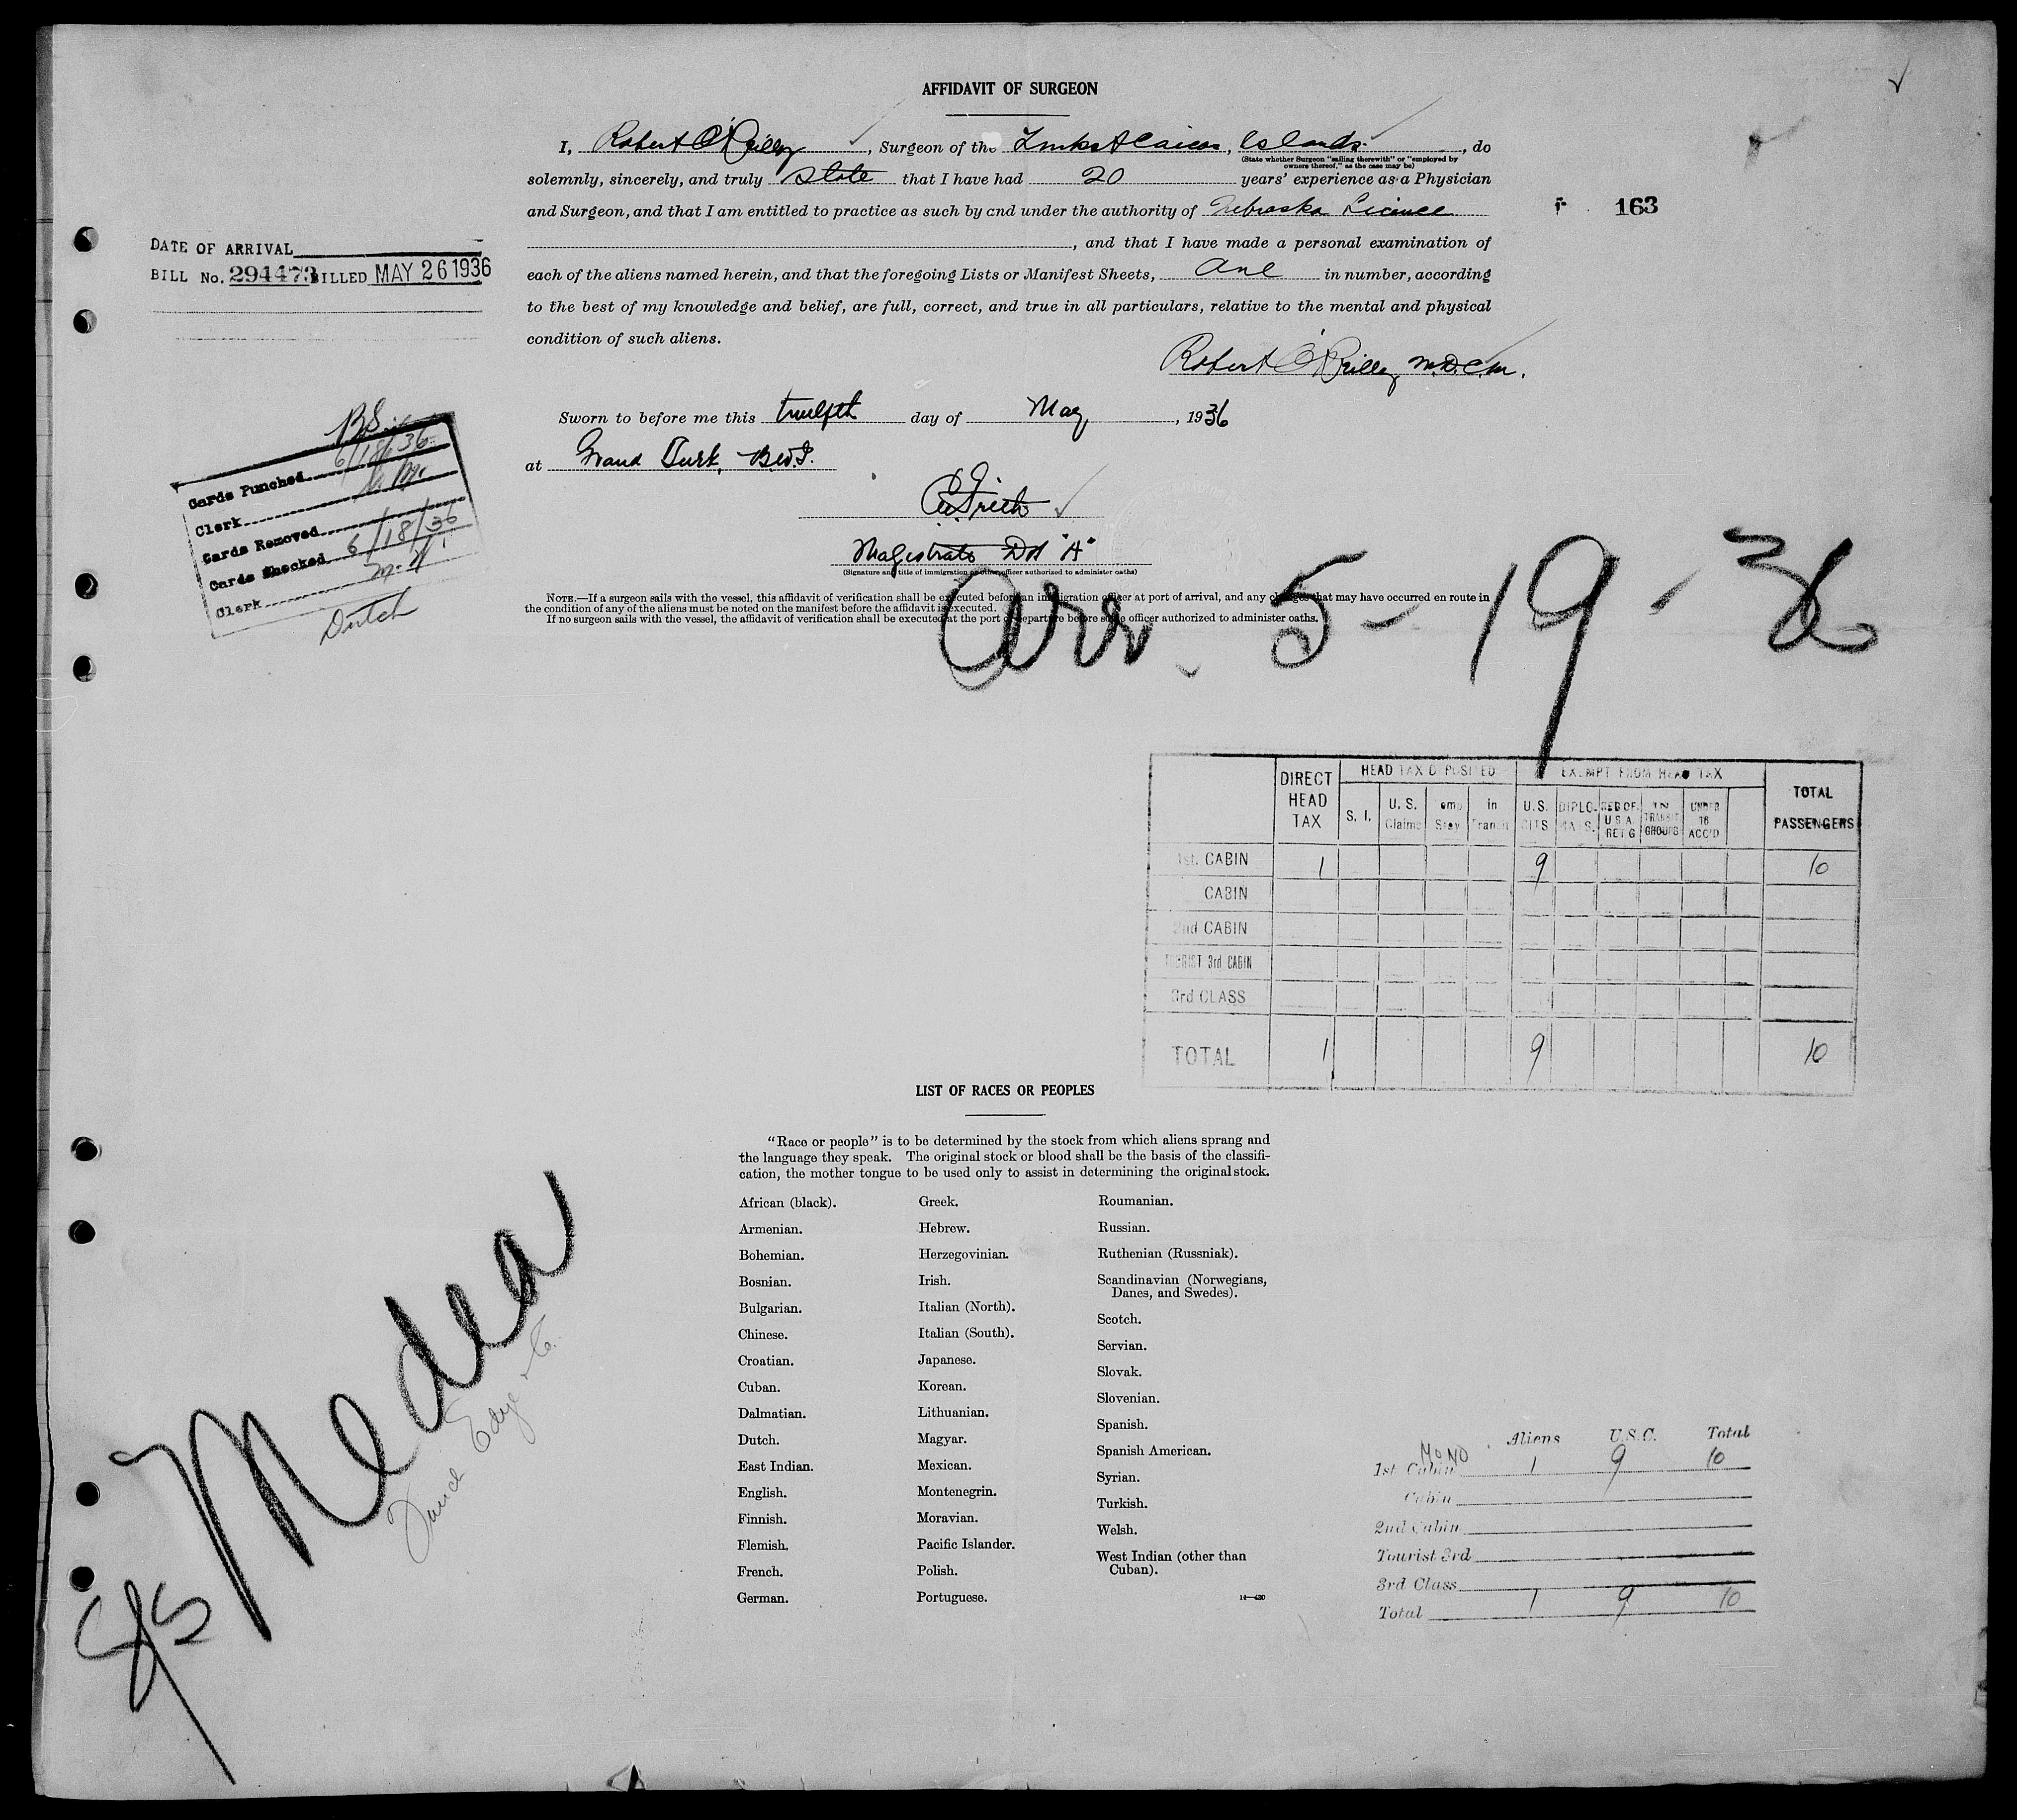 AFFIDAVIT OF SURGEON
I, Robert O'Reilly, Surgeon of the Turks & Caicos, Islands., do
(State whether Surgeon "sailing therewith" or "employed by
owners thereof," as the case may be)
solemnly, sincerely, and truly state that I have had 20 years' experience as a Physician
and Surgeon, and that I am entitled to practice as such by and under the authority of Nebraska Licence
163
, and that I have made a personal examination of
each of the aliens named herein, and that the foregoing Lists or Manifest Sheets, One in number, according
to the best of my knowledge and belief, are full, correct, and true in all particulars, relative to the mental and physical
condition of such aliens.
DATE OF ARRIVAL
BILL No. 294473 BILLED MAY 26 1936
Robert O'Reilly M.D.C.M.
Sworn to before me this twelfth day of May, 1936
at Grand Turk, B.W.I.
Magistrate Dist "A"
(Signature and title of immigration or other officer authorized to administer oaths)
B.S.
Cards Punched 6/18/36
Clerk
Cards Removed
Cards Checked 6/18/36
Clerk M.H.
Dutch
NOTE.—If a surgeon sails with the vessel, this affidavit of verification shall be executed before an immigration officer at port of arrival, and any changes that may have occurred en route in
the condition of any of the aliens must be noted on the manifest before the affidavit is executed.
If no surgeon sails with the vessel, the affidavit of verification shall be executed at the port of departure before some officer authorized to administer oaths.
Arr. 5-19-36
DIRECT HEAD TAX HEAD TAX DEPOSITED EXEMPT FROM HEAD TAX TOTAL PASSENGERS
S. I. U. S. Claims Temp Stay in Transit U.S. CITS DIPLO-MATS. RES OF U S A. RET G IN TRANSIT GROUPS UNDER 16 ACC'D
1st. CABIN 1 9 10
CABIN
2nd CABIN
TOURIST 3rd CABIN
3rd CLASS
TOTAL 1 9 10
LIST OF RACES OR PEOPLES
"Race or people" is to be determined by the stock from which aliens sprang and
the language they speak. The original stock or blood shall be the basis of the classifi-
cation, the mother tongue to be used only to assist in determining the original stock.
African (black).
Armenian.
Bohemian.
Bosnian.
Bulgarian.
Chinese.
Croatian.
Cuban.
Dalmatian.
Dutch.
East Indian.
English.
Finnish.
Flemish.
French.
German.
Greek.
Hebrew.
Herzegovinian.
Irish.
Italian (North).
Italian (South).
Japanese.
Korean.
Lithuanian.
Magyar.
Mexican.
Montenegrin.
Moravian.
Pacific Islander.
Polish.
Portuguese.
Roumanian.
Russian.
Ruthenian (Russniak).
Scandinavian (Norwegians,
Danes, and Swedes).
Scotch.
Servian.
Slovak.
Slovenian.
Spanish.
Spanish American.
Syrian.
Turkish.
Welsh.
West Indian (other than
Cuban).
14—430
S/S Medea
Funch Edye & Co.
Aliens U.S.C. Total
1st Cabin 1 9 10
Cabin
2nd Cabin
Tourist 3rd
3rd Class
Total 1 9 10